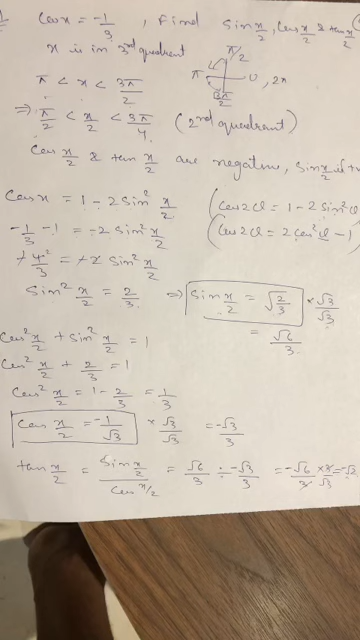 Cos x = -1/3 , find sin x/2, cos x/2 & tan x/2
x is in 3rd quadrant
π/2
π 0, 2π
3π/2
π < x < 3π/2
⇒ π/2 < x/2 < 3π/4 (2nd quadrant)
Cos x/2 & tan x/2 are negative, sin x/2 is +ve
Cos x = 1 - 2 sin² x/2 (Cos 2θ = 1 - 2 sin² θ
-1/3 - 1 = -2 sin² x/2 (Cos 2θ = 2 cos² θ - 1)
-4/3 = -2 sin² x/2
Sin² x/2 = 2/3 ⇒ Sin x/2 = √2/3 × √3/√3
= √6/3
Cos² x/2 + Sin² x/2 = 1
Cos² x/2 + 2/3 = 1
Cos² x/2 = 1 - 2/3 = 1/3
Cos x/2 = -1/√3 × √3/√3 = -√3/3
tan x/2 = Sin x/2 / Cos x/2 = √6/3 ÷ -√3/3 = -√6/3 × 3/√3 = -√2